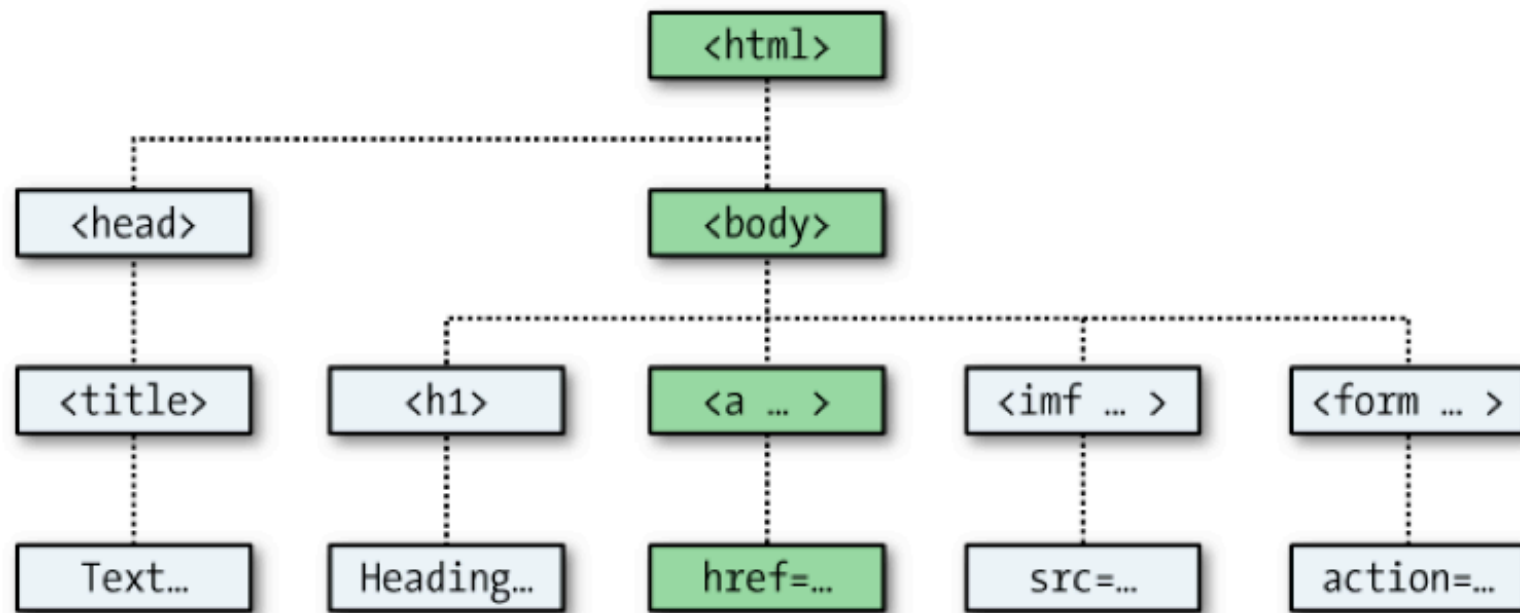 <html>
<head>
<body>
<title>
<h1>
<a … >
<imf … >
<form … >
Text…
Heading…
href=…
src=…
action=…